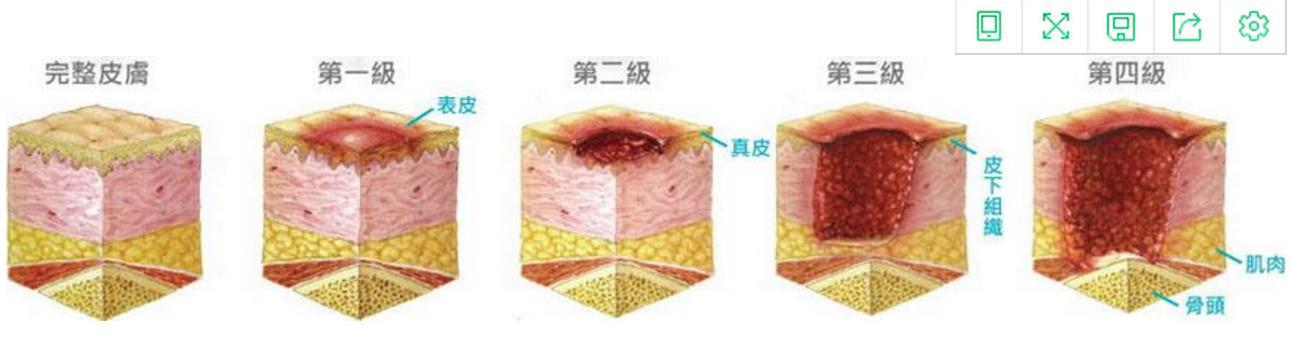 完整皮膚
第一級
第二級
第三級
第四級
表皮
真皮
皮下組織
肌肉
骨頭